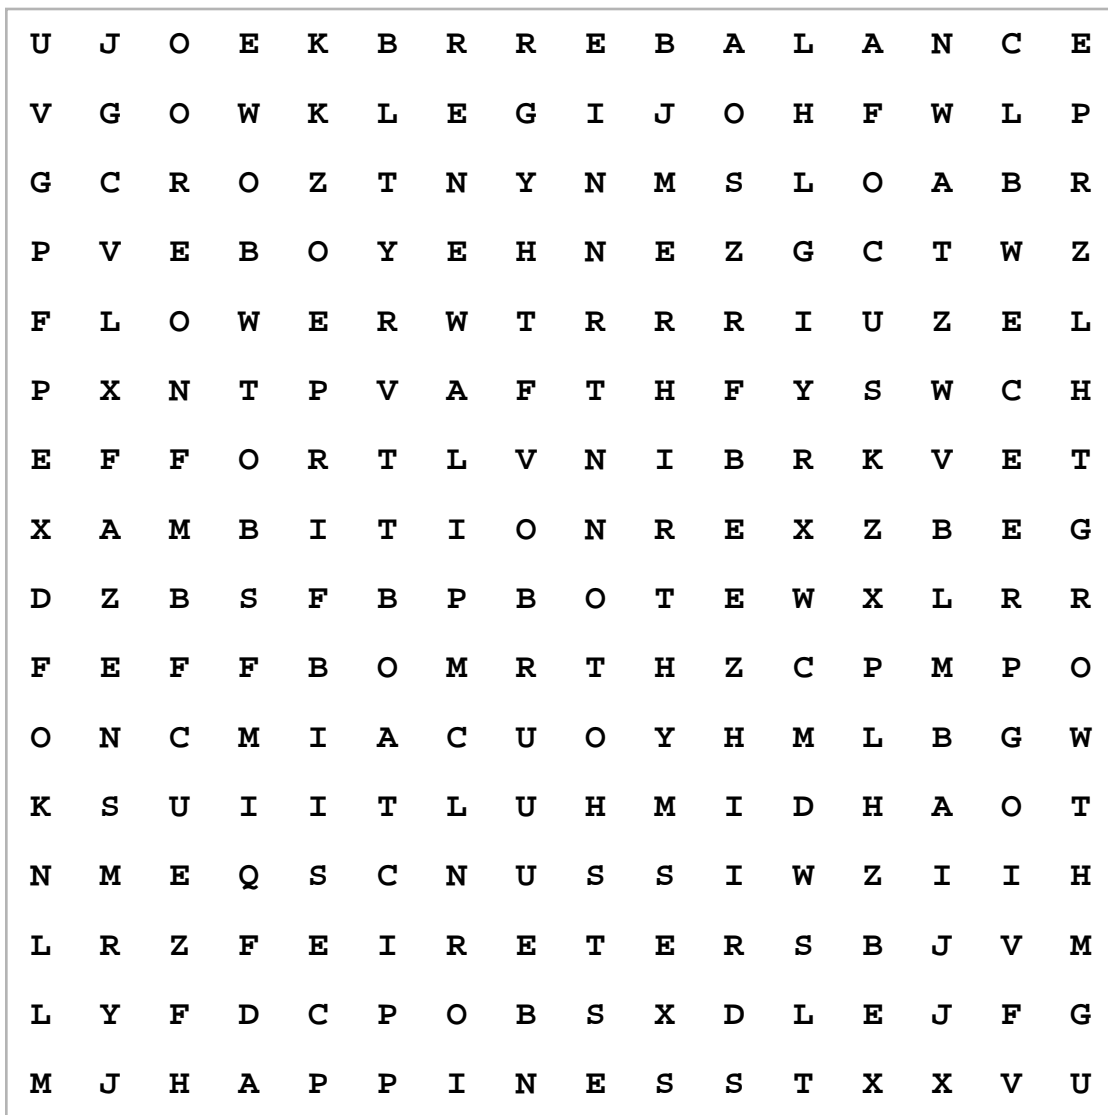 U J O E K B R R E B A L A N C E
V G O W K L E G I J O H F W L P
G C R O Z T N Y N M S L O A B R
P V E B O Y E H N E Z G C T W Z
F L O W E R W T R R R I U Z E L
P X N T P V A F T H F Y S W C H
E F F O R T L V N I B R K V E T
X A M B I T I O N R E X Z B E G
D Z B S F B P B O T E W X L R R
F E F F B O M R T H Z C P M P O
O N C M I A C U O Y H M L B G W
K S U I I T L U H M I D H A O T
N M E Q S C N U S S I W Z I I H
L R Z F E I R E T E R S B J V M
L Y F D C P O B S X D L E J F G
M J H A P P I N E S S T X X V U